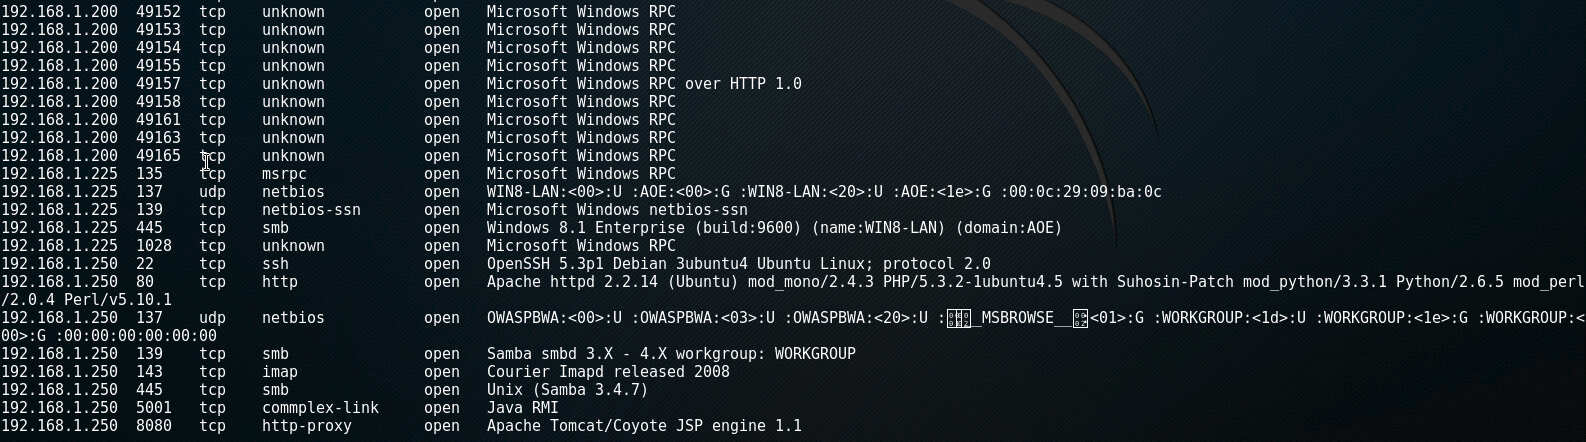 192.168.1.200  49152  tcp    unknown           open   Microsoft Windows RPC
192.168.1.200  49153  tcp    unknown           open   Microsoft Windows RPC
192.168.1.200  49154  tcp    unknown           open   Microsoft Windows RPC
192.168.1.200  49155  tcp    unknown           open   Microsoft Windows RPC
192.168.1.200  49157  tcp    unknown           open   Microsoft Windows RPC over HTTP 1.0
192.168.1.200  49158  tcp    unknown           open   Microsoft Windows RPC
192.168.1.200  49161  tcp    unknown           open   Microsoft Windows RPC
192.168.1.200  49163  tcp    unknown           open   Microsoft Windows RPC
192.168.1.200  49165  tcp    unknown           open   Microsoft Windows RPC
192.168.1.225  135    tcp    msrpc             open   Microsoft Windows RPC
192.168.1.225  137    udp    netbios           open   WIN8-LAN:<00>:U :AOE:<00>:G :WIN8-LAN:<20>:U :AOE:<1e>:G :00:0c:29:09:ba:0c
192.168.1.225  139    tcp    netbios-ssn       open   Microsoft Windows netbios-ssn
192.168.1.225  445    tcp    smb               open   Windows 8.1 Enterprise (build:9600) (name:WIN8-LAN) (domain:AOE)
192.168.1.225  1028   tcp    unknown           open   Microsoft Windows RPC
192.168.1.250  22     tcp    ssh               open   OpenSSH 5.3p1 Debian 3ubuntu4 Ubuntu Linux; protocol 2.0
192.168.1.250  80     tcp    http              open   Apache httpd 2.2.14 (Ubuntu) mod_mono/2.4.3 PHP/5.3.2-1ubuntu4.5 with Suhosin-Patch mod_python/3.3.1 Python/2.6.5 mod_perl
/2.0.4 Perl/v5.10.1
192.168.1.250  137    udp    netbios           open   OWASPBWA:<00>:U :OWASPBWA:<03>:U :OWASPBWA:<20>:U :__MSBROWSE__:<01>:G :WORKGROUP:<1d>:U :WORKGROUP:<1e>:G :WORKGROUP:<
00>:G :00:00:00:00:00:00
192.168.1.250  139    tcp    smb               open   Samba smbd 3.X - 4.X workgroup: WORKGROUP
192.168.1.250  143    tcp    imap              open   Courier Imapd released 2008
192.168.1.250  445    tcp    smb               open   Unix (Samba 3.4.7)
192.168.1.250  5001   tcp    commplex-link     open   Java RMI
192.168.1.250  8080   tcp    http-proxy        open   Apache Tomcat/Coyote JSP engine 1.1